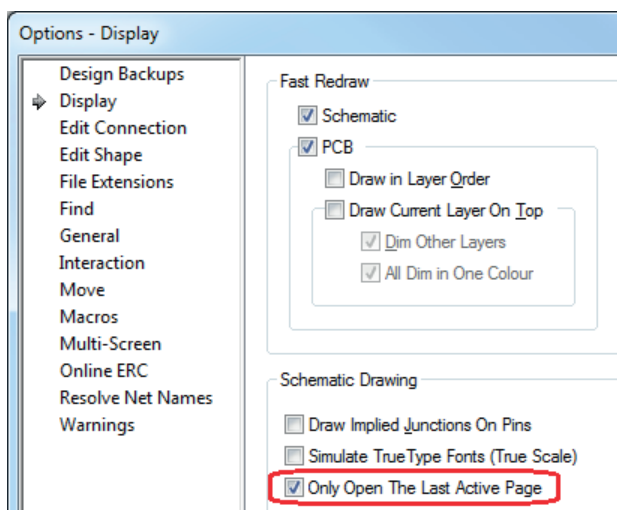 Options - Display
Design Backups
Display
Edit Connection
Edit Shape
File Extensions
Find
General
Interaction
Move
Macros
Multi-Screen
Online ERC
Resolve Net Names
Warnings
Fast Redraw
Schematic
PCB
Draw in Layer Order
Draw Current Layer On Top
Dim Other Layers
All Dim in One Colour
Schematic Drawing
Draw Implied Junctions On Pins
Simulate TrueType Fonts (True Scale)
Only Open The Last Active Page